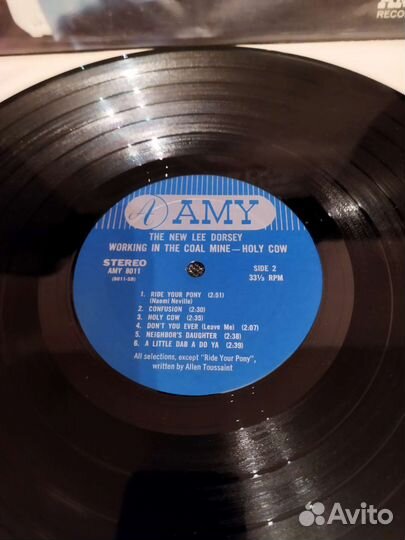 RECO
A AMY
THE NEW LEE DORSEY
WORKING IN THE COAL MINE—HOLY COW
STEREO
AMY 8011
(8011-SB)
SIDE 2
33⅓ RPM
1. RIDE YOUR PONY (2:51)
(Naomi Neville)
2. CONFUSION (2:30)
3. HOLY COW (2:35)
4. DON'T YOU EVER (Leave Me) (2:07)
5. NEIGHBOR'S DAUGHTER (2:38)
6. A LITTLE DAB A DO YA (2:39)
All selections, except "Ride Your Pony",
written by Allen Toussaint
Avito